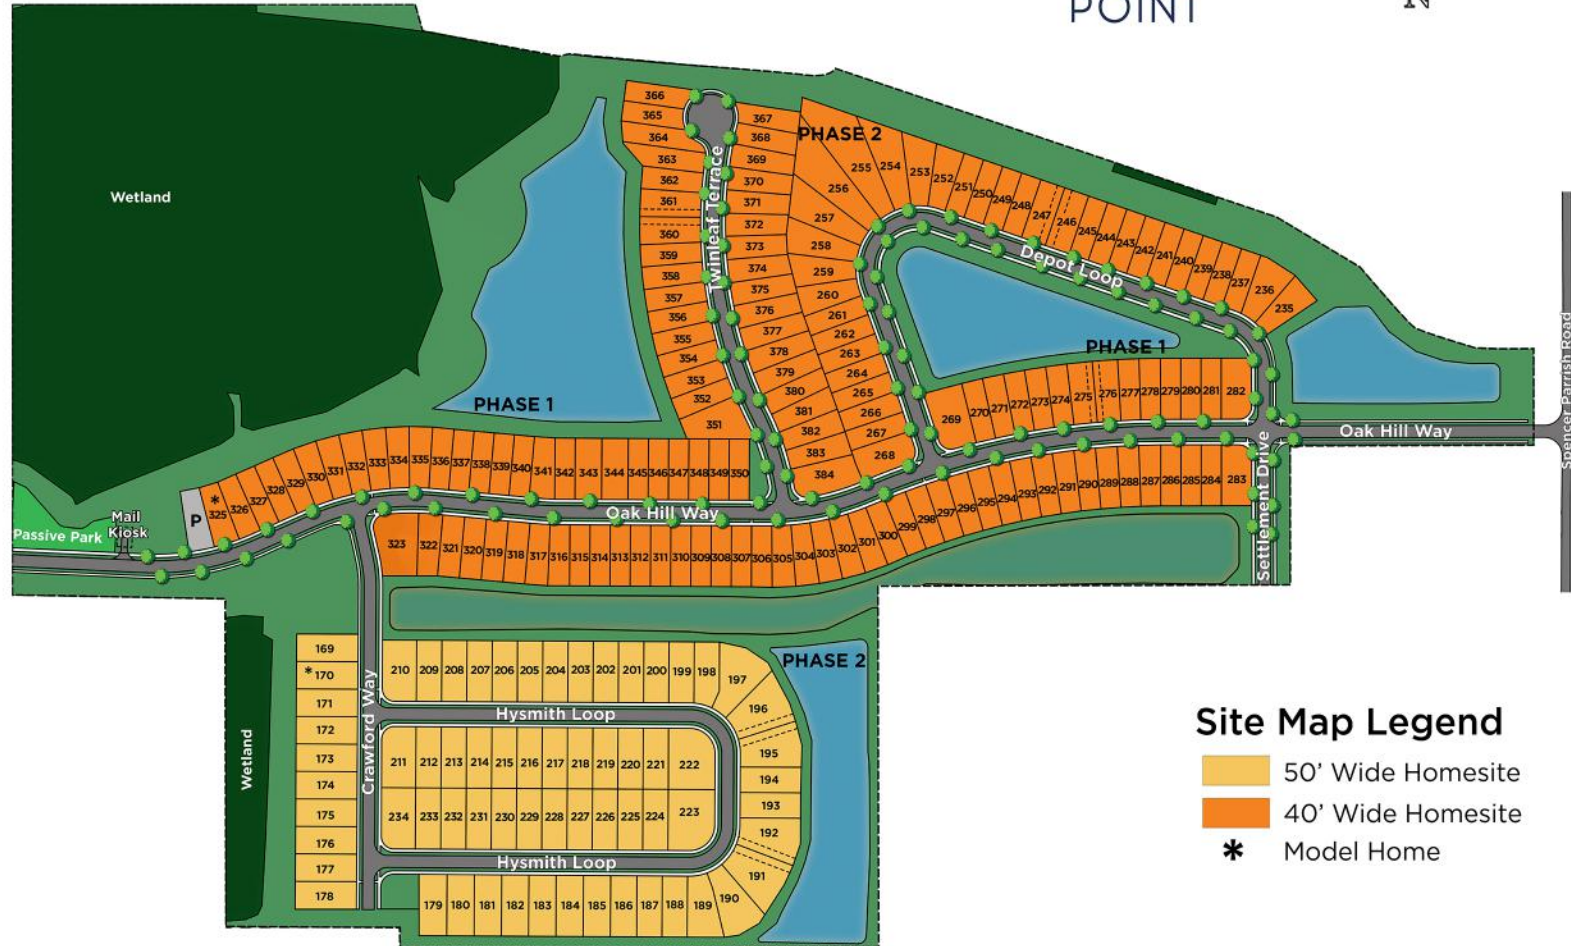 POINT
N
Wetland
PHASE 2
PHASE 1
PHASE 1
Twinleaf Terrace
Depot Loop
Spencer Parrish Road
Oak Hill Way
Oak Hill Way
Settlement Drive
Passive Park
Mail
Kiosk
P
366
365
364
363
362
361
360
359
358
357
356
355
354
353
352
351
367
368
369
370
371
372
373
374
375
376
377
378
379
380
381
382
383
384
255 254 253 252 251 250 249 248 247 246 245 244 243 242 241 240 239 238 237 236 235
256
257
258
259
260
261
262
263
264
265
266
267
268
269 270 271 272 273 274 275 276 277 278 279 280 281 282
* 325 326 327 328 329 330 331 332 333 334 335 336 337 338 339 340 341 342 343 344 345 346 347 348 349 350
323 322 321 320 319 318 317 316 315 314 313 312 311 310 309 308 307 306 305 304 303 302 301 300 299 298 297 296 295 294 293 292 291 290 289 288 287 286 285 284 283
Wetland
Crawford Way
169
* 170
171
172
173
174
175
176
177
178
210 209 208 207 206 205 204 203 202 201 200 199 198 197
PHASE 2
196
195
194
193
192
191
190
Hysmith Loop
211 212 213 214 215 216 217 218 219 220 221 222
234 233 232 231 230 229 228 227 226 225 224 223
Hysmith Loop
179 180 181 182 183 184 185 186 187 188 189
Site Map Legend
50' Wide Homesite
40' Wide Homesite
* Model Home